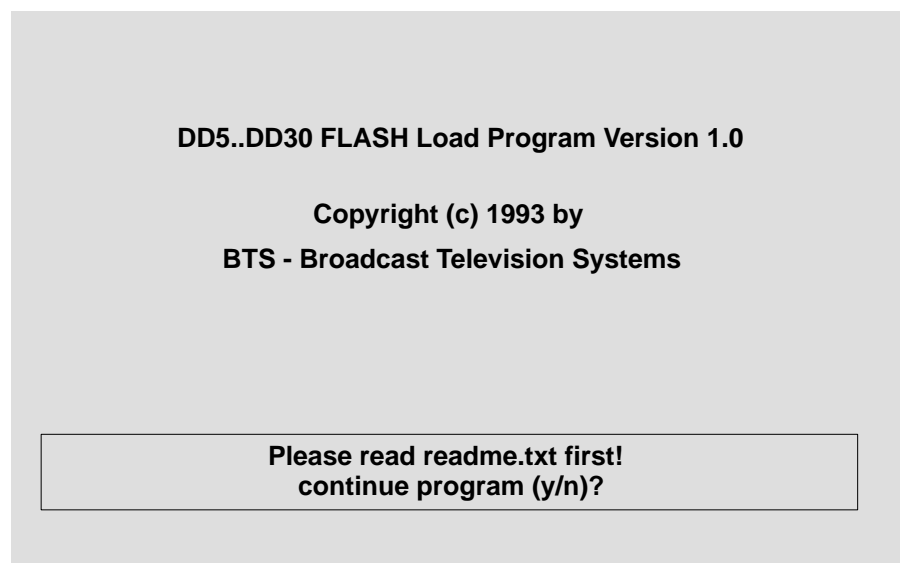 DD5..DD30 FLASH Load Program Version 1.0
Copyright (c) 1993 by
BTS - Broadcast Television Systems
Please read readme.txt first!
continue program (y/n)?